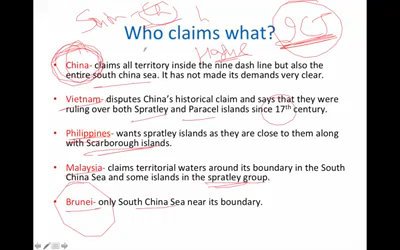 Who claims what?
ICJ
• China- claims all territory inside the nine dash line but also the
entire south china sea. It has not made its demands very clear.
• Vietnam- disputes China's historical claim and says that they were
ruling over both Spratley and Paracel islands since 17th century.
• Philippines- wants spratley islands as they are close to them along
with Scarborough islands.
• Malaysia- claims territorial waters around its boundary in the South
China Sea and some islands in the spratley group.
• Brunei- only South China Sea near its boundary.